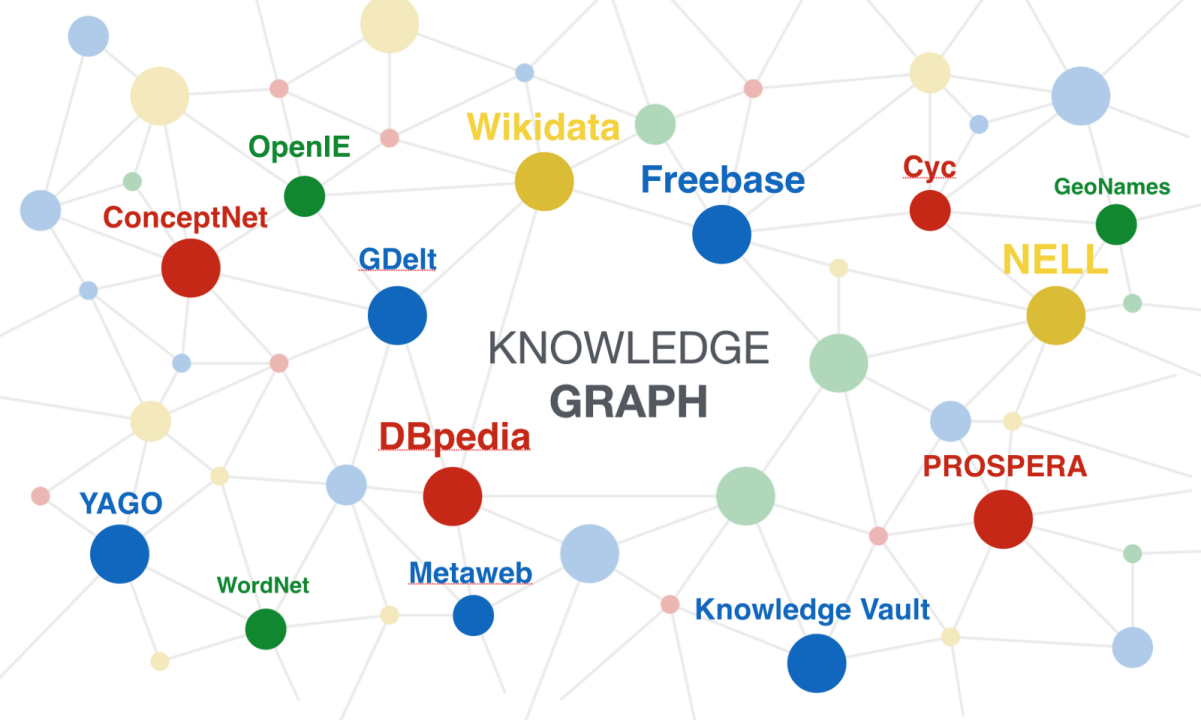 Wikidata
OpenIE
Freebase
Cyc
GeoNames
ConceptNet
GDelt
NELL
KNOWLEDGE
GRAPH
DBpedia
PROSPERA
YAGO
WordNet
Metaweb
Knowledge Vault